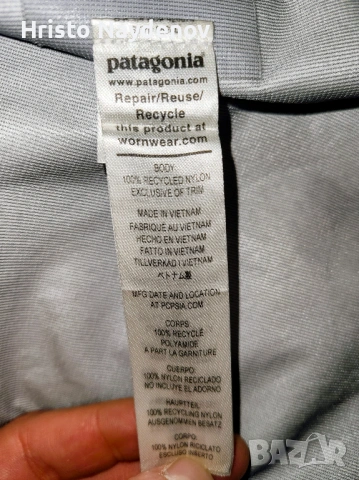 Hristo Naydenov
patagonia
www.patagonia.com
Repair/Reuse/
Recycle
this product at
wornwear.com
BODY
100% RECYCLED NYLON
EXCLUSIVE OF TRIM
MADE IN VIETNAM
FABRIQUÉ AU VIETNAM
HECHO EN VIETNAM
FATTO IN VIETNAM
TILLVERKAD I VIETNAM
ベトナム製
MFG DATE AND LOCATION
AT PCPSIA.COM
CORPS:
100% RECYCLÉ
POLYAMIDE
A PART LA GARNITURE
CUERPO:
100% NYLON RECICLADO
NO INCLUYE EL ADORNO
HAUPTTEIL:
100% RECYCLING NYLON
AUSGENOMMEN BESATZ
CORPO:
100% NYLON RICICLATO
ESCLUSO INSERTO
BAZAR
bg